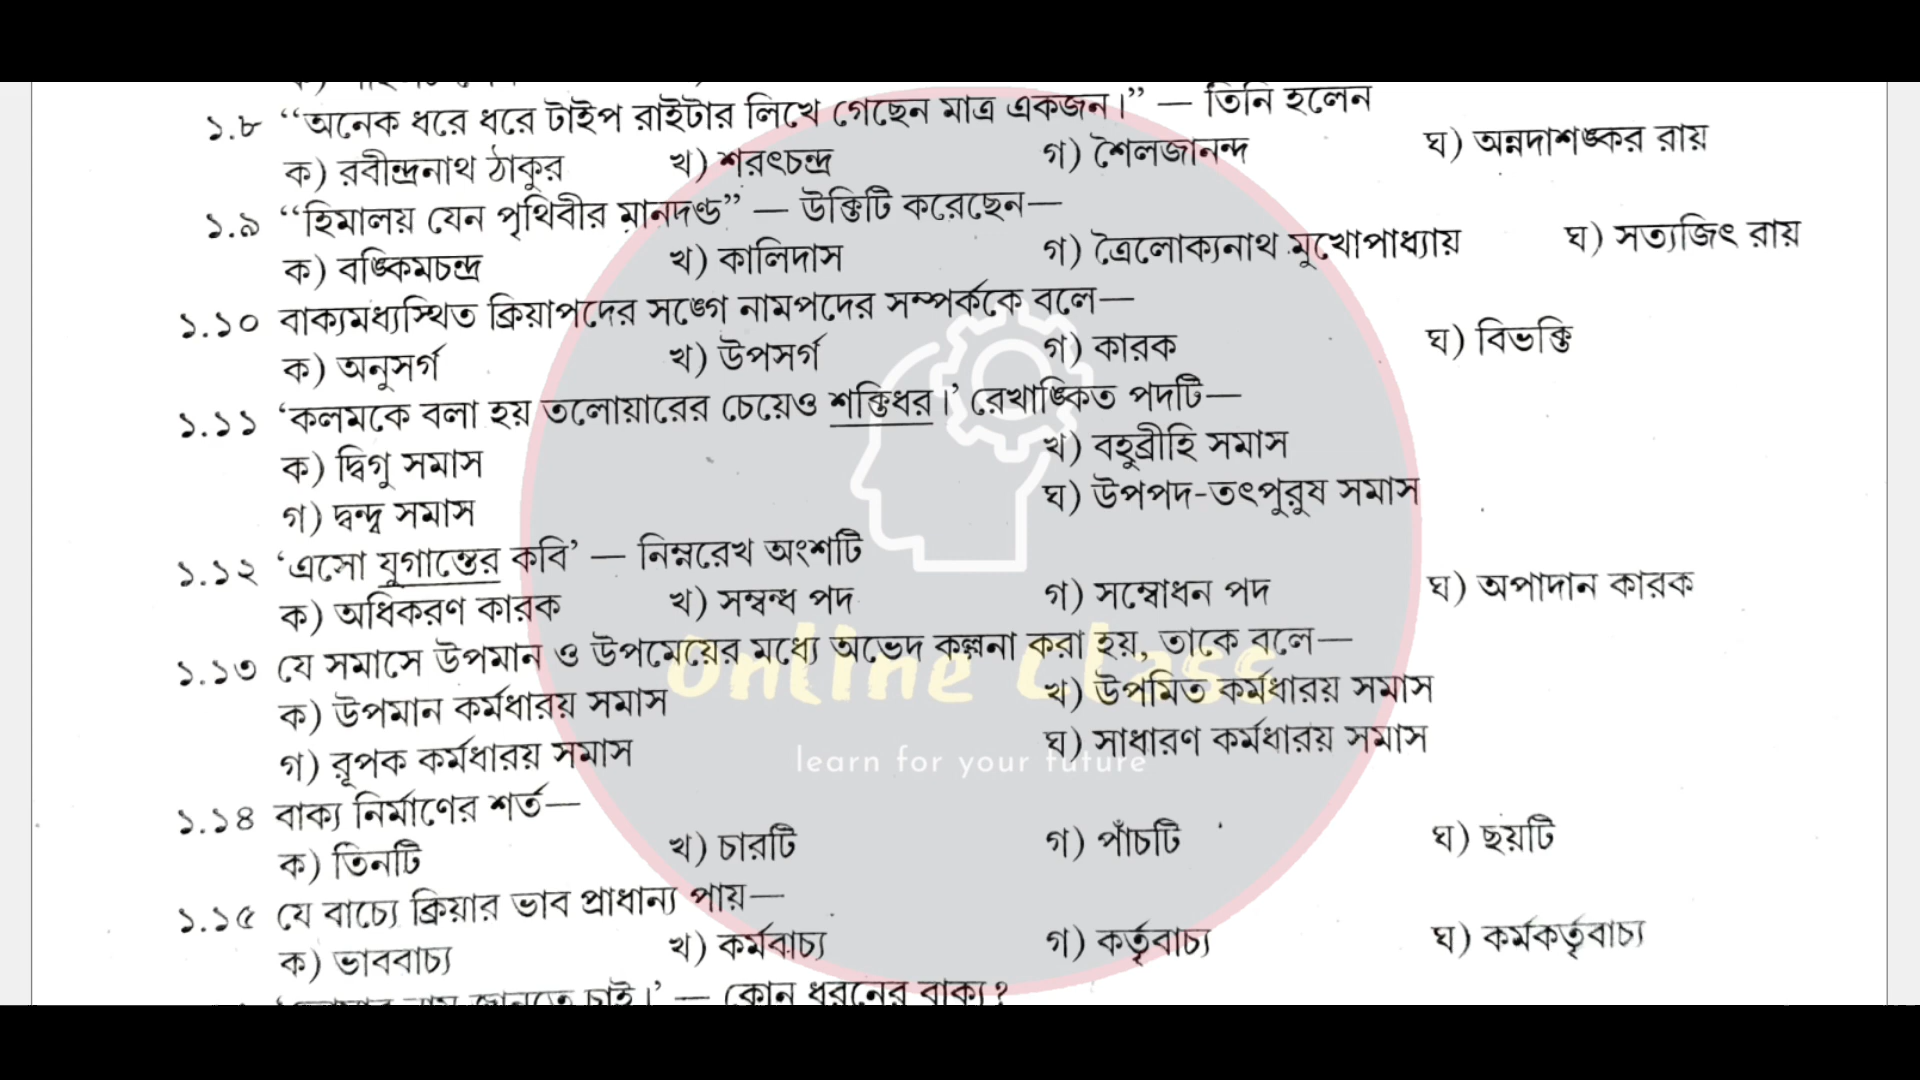 ১.৮ “অনেক ধরে ধরে টাইপ রাইটার লিখে গেছেন মাত্র একজন।” — তিনি হলেন
ক) রবীন্দ্রনাথ ঠাকুর খ) শরৎচন্দ্র গ) শৈলজানন্দ ঘ) অন্নদাশঙ্কর রায়
১.৯ “হিমালয় যেন পৃথিবীর মানদণ্ড” — উক্তিটি করেছেন—
ক) বঙ্কিমচন্দ্র খ) কালিদাস গ) ত্রৈলোক্যনাথ মুখোপাধ্যায় ঘ) সত্যজিৎ রায়
১.১০ বাক্যমধ্যস্থিত ক্রিয়াপদের সঙ্গে নামপদের সম্পর্ককে বলে—
ক) অনুসর্গ খ) উপসর্গ গ) কারক ঘ) বিভক্তি
১.১১ ‘কলমকে বলা হয় তলোয়ারের চেয়েও শক্তিধর।’ রেখাঙ্কিত পদটি—
ক) দ্বিগু সমাস খ) বহুব্রীহি সমাস
গ) দ্বন্দ্ব সমাস ঘ) উপপদ-তৎপুরুষ সমাস
১.১২ ‘এসো যুগান্তের কবি’ — নিম্নরেখ অংশটি
ক) অধিকরণ কারক খ) সম্বন্ধ পদ গ) সম্বোধন পদ ঘ) অপাদান কারক
১.১৩ যে সমাসে উপমান ও উপমেয়ের মধ্যে অভেদ কল্পনা করা হয়, তাকে বলে—
Online Class
ক) উপমান কর্মধারয় সমাস খ) উপমিত কর্মধারয় সমাস
গ) রূপক কর্মধারয় সমাস ঘ) সাধারণ কর্মধারয় সমাস
learn for your future
১.১৪ বাক্য নির্মাণের শর্ত—
ক) তিনটি খ) চারটি গ) পাঁচটি ঘ) ছয়টি
১.১৫ যে বাচ্যে ক্রিয়ার ভাব প্রাধান্য পায়—
ক) ভাববাচ্য খ) কর্মবাচ্য গ) কর্তৃবাচ্য ঘ) কর্মকর্তৃবাচ্য
জানতে চাই।’ — কোন ধরনের বাক্য?